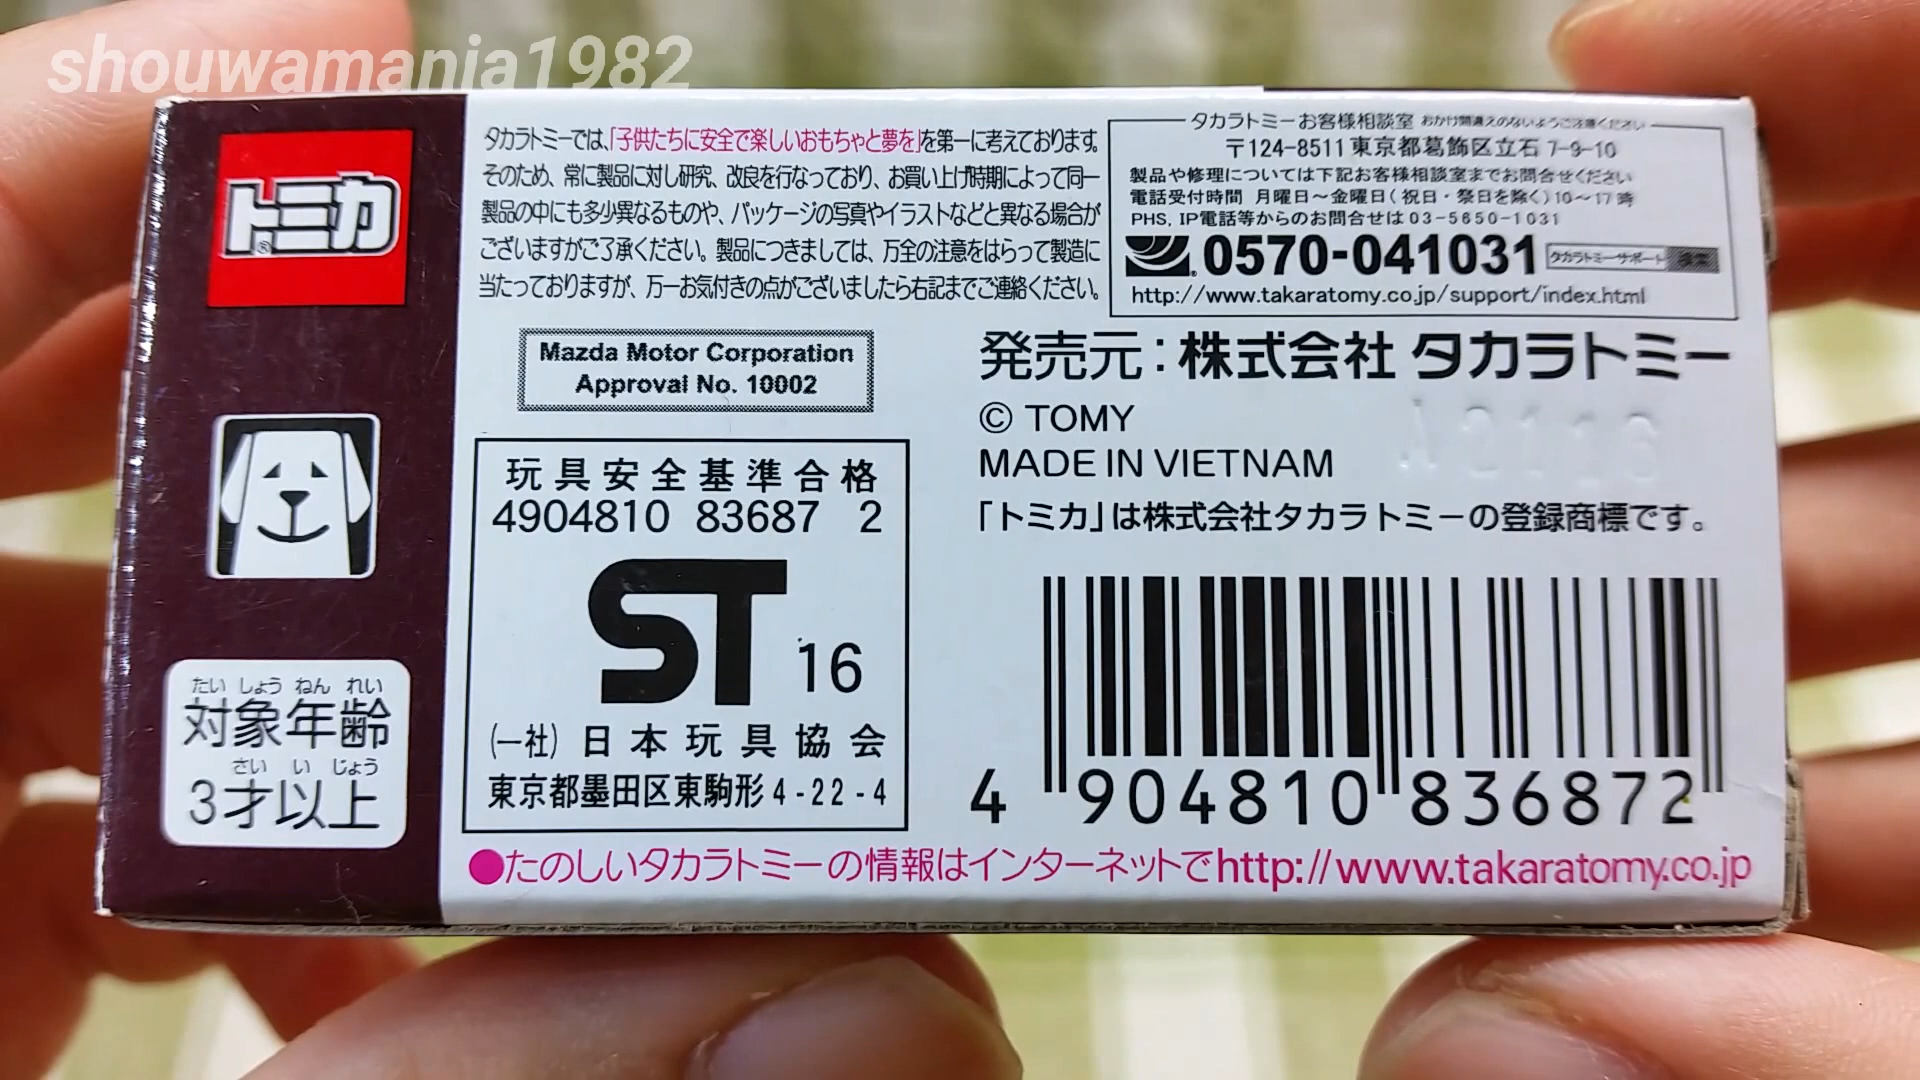 shouwamania1982
トミカ
®
タカラトミーでは、「子供たちに安全で楽しいおもちゃと夢を」を第一に考えております。
そのため、常に製品に対し研究、改良を行なっており、お買い上げ時期によって同一
製品の中にも多少異なるものや、パッケージの写真やイラストなどと異なる場合が
ございますがご了承ください。製品につきましては、万全の注意をはらって製造に
当たっておりますが、万一お気付きの点がございましたら右記までご連絡ください。
タカラトミーお客様相談室 おかけ間違えのないようご注意ください
〒124-8511 東京都葛飾区立石 7-9-10
製品や修理については下記お客様相談室までお問合せください
電話受付時間 月曜日～金曜日(祝日・祭日を除く)10～17時
PHS, IP電話等からのお問合せは 03-5650-1031
0570-041031 タカラトミーサポート 検索
http://www.takaratomy.co.jp/support/index.html
Mazda Motor Corporation
Approval No. 10002
発売元：株式会社 タカラトミー
© TOMY
MADE IN VIETNAM
「トミカ」は株式会社タカラトミーの登録商標です。
玩具安全基準合格
4904810 83687 2
ST 16
(一社) 日本玩具協会
東京都墨田区東駒形 4-22-4
たいしょうねんれい
対象年齢
さいいじょう
3才以上
4 904810 836872
●たのしいタカラトミーの情報はインターネットでhttp://www.takaratomy.co.jp